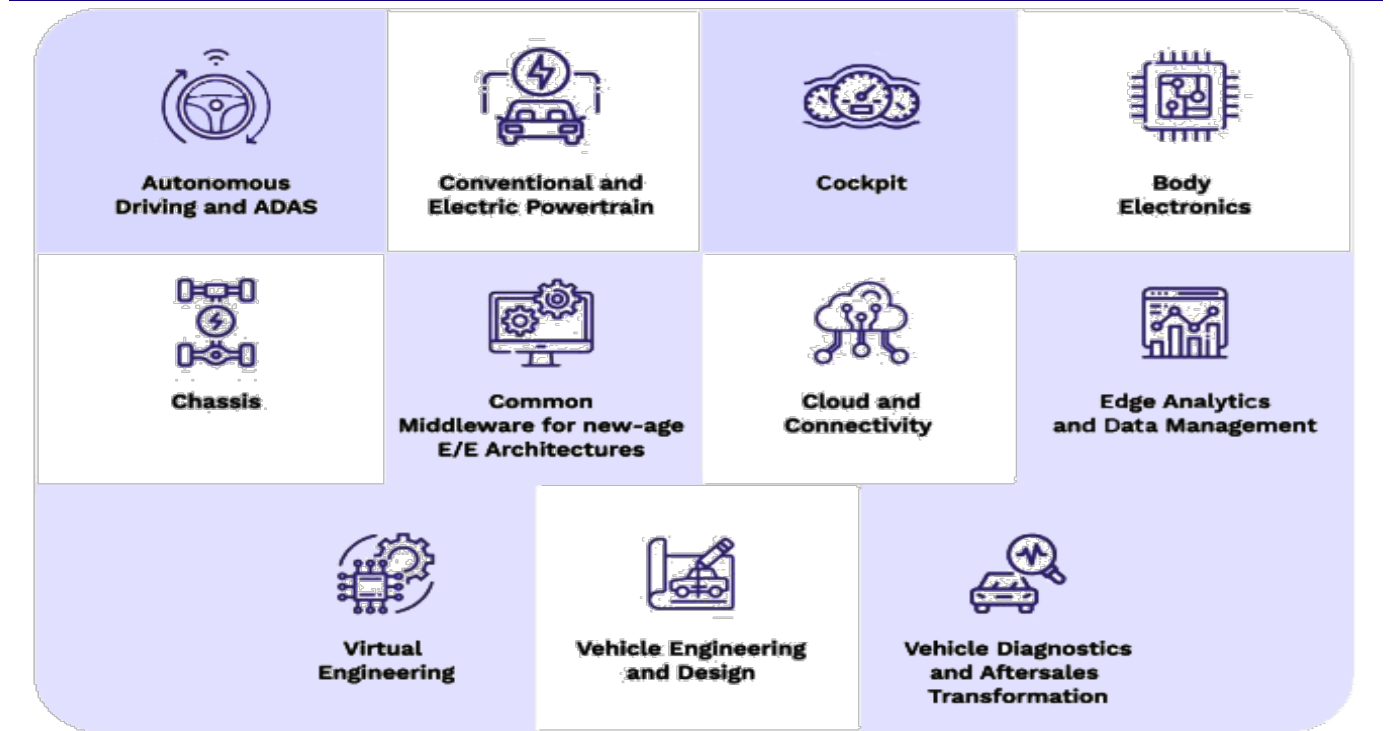 Autonomous
Driving and ADAS
Conventional and
Electric Powertrain
Cockpit
Body
Electronics
Chassis
Common
Middleware for new-age
E/E Architectures
Cloud and
Connectivity
Edge Analytics
and Data Management
Virtual
Engineering
Vehicle Engineering
and Design
Vehicle Diagnostics
and Aftersales
Transformation